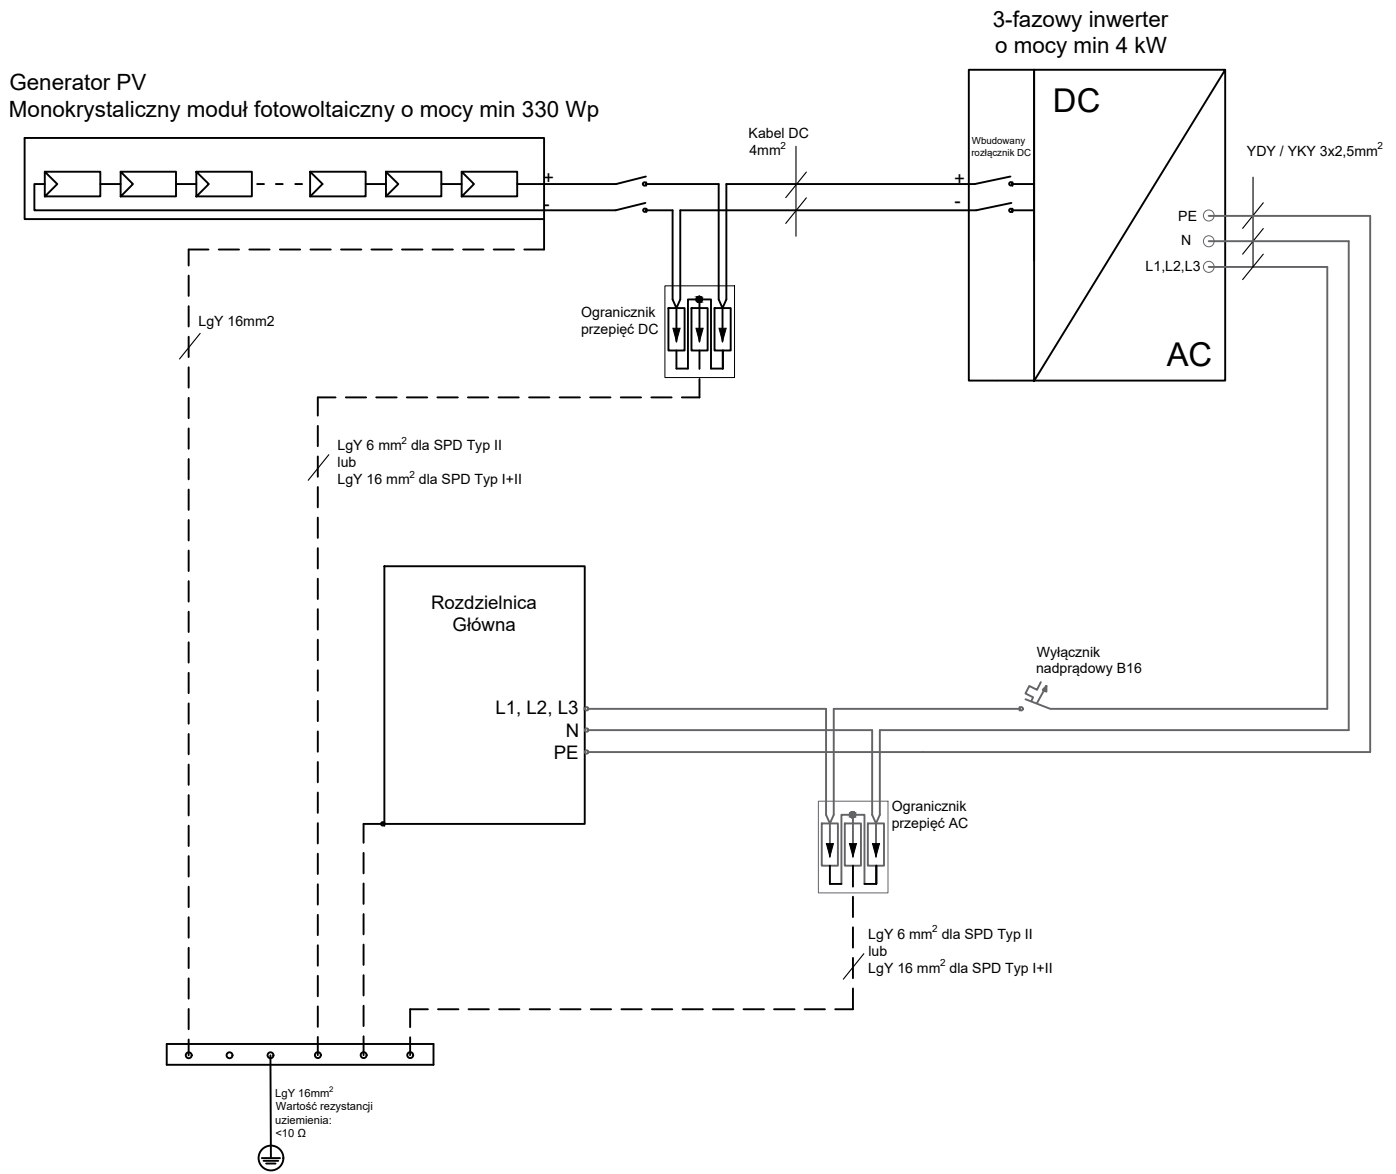 3-fazowy inwerter
o mocy min 4 kW
Generator PV
Monokrystaliczny moduł fotowoltaiczny o mocy min 330 Wp
DC
Kabel DC
4mm²
Wbudowany
rozłącznik DC
YDY / YKY 3x2,5mm²
+
-
+
-
PE
N
L1,L2,L3
AC
LgY 16mm2
Ogranicznik
przepięć DC
LgY 6 mm² dla SPD Typ II
lub
LgY 16 mm² dla SPD Typ I+II
Rozdzielnica
Główna
L1, L2, L3
N
PE
Wyłącznik
nadprądowy B16
Ogranicznik
przepięć AC
LgY 6 mm² dla SPD Typ II
lub
LgY 16 mm² dla SPD Typ I+II
LgY 16mm²
Wartość rezystancji
uziemienia:
<10 Ω